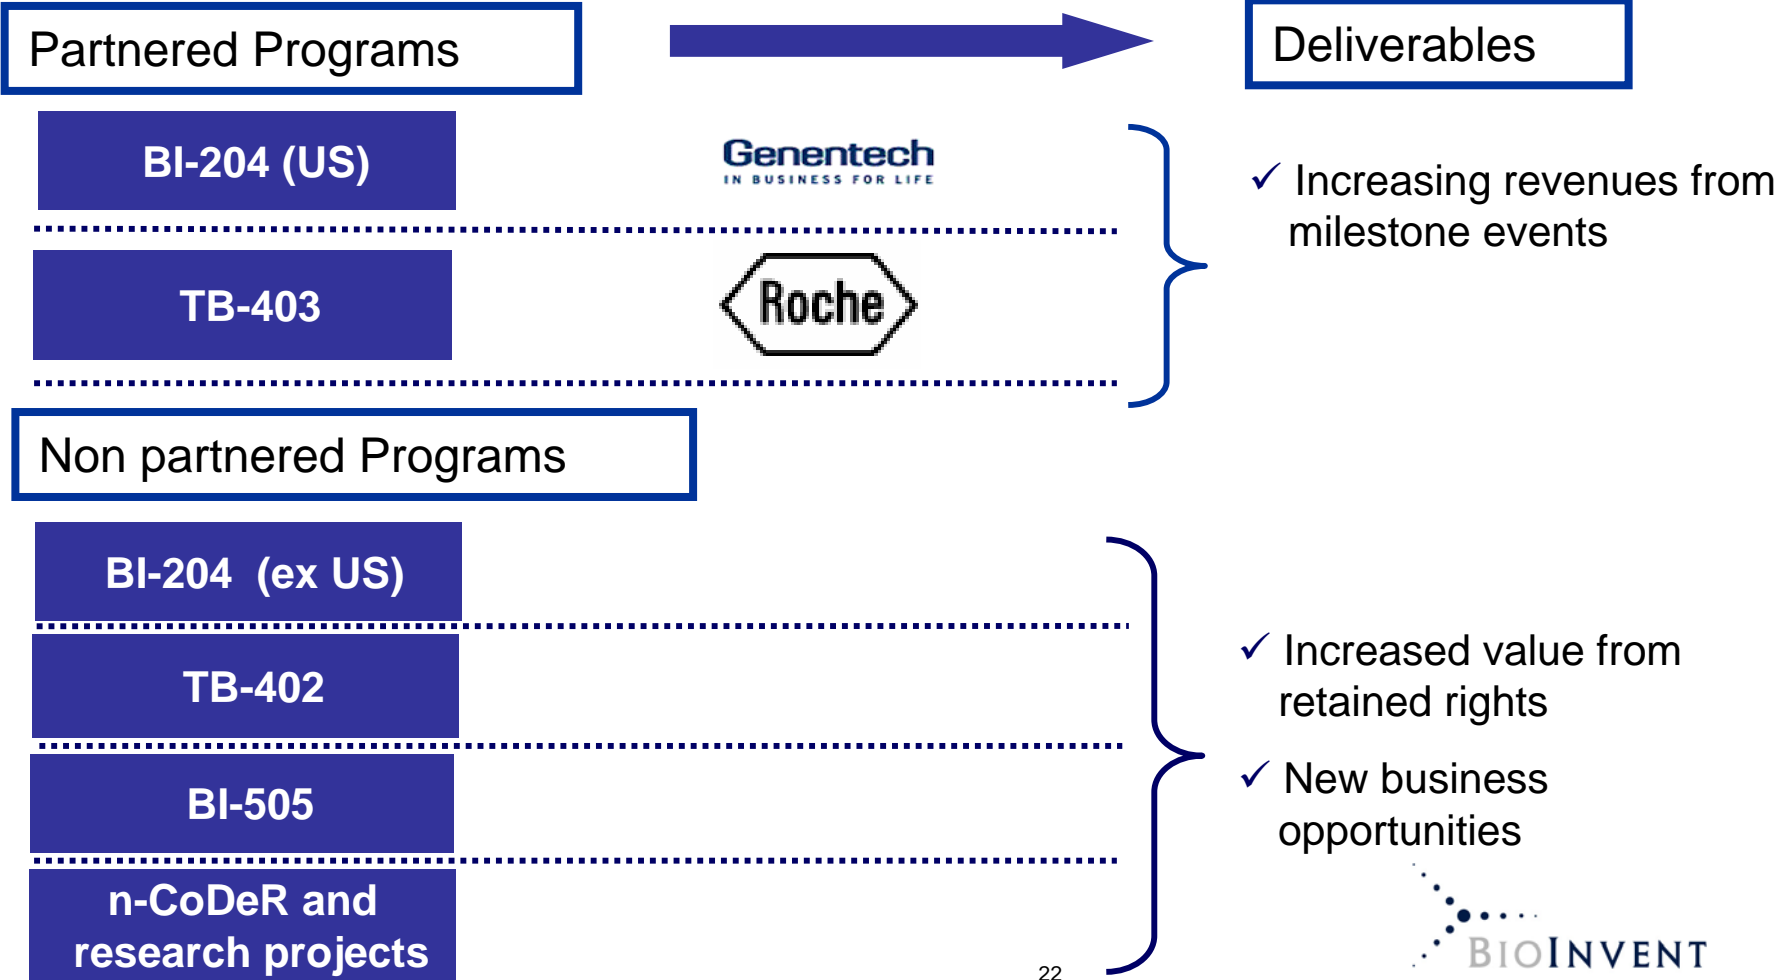 Partnered Programs
Deliverables
BI-204 (US)
Genentech
IN BUSINESS FOR LIFE
✓ Increasing revenues from
milestone events
TB-403
Roche
Non partnered Programs
BI-204 (ex US)
TB-402
✓ Increased value from
retained rights
BI-505
✓ New business
opportunities
n-CoDeR and
research projects
22
BIOINVENT